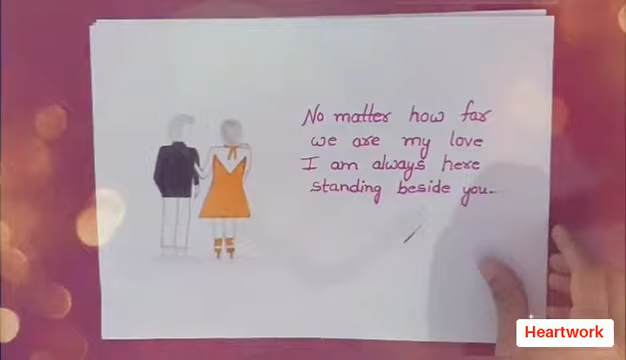 No matter how far
we are my love
I am always here
standing beside you..
Heartwork